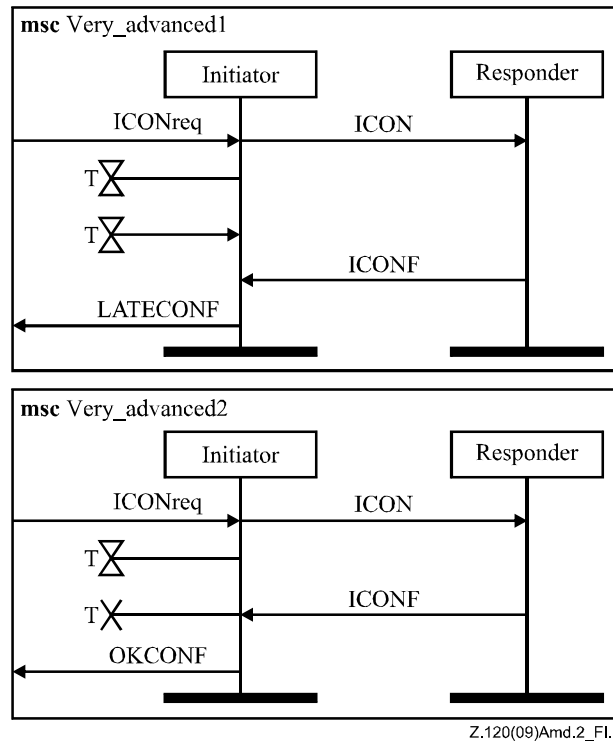 msc Very_advanced1
Initiator
Responder
ICONreq
ICON
T
T
ICONF
LATECONF
msc Very_advanced2
Initiator
Responder
ICONreq
ICON
T
T
ICONF
OKCONF
Z.120(09)Amd.2_FI.